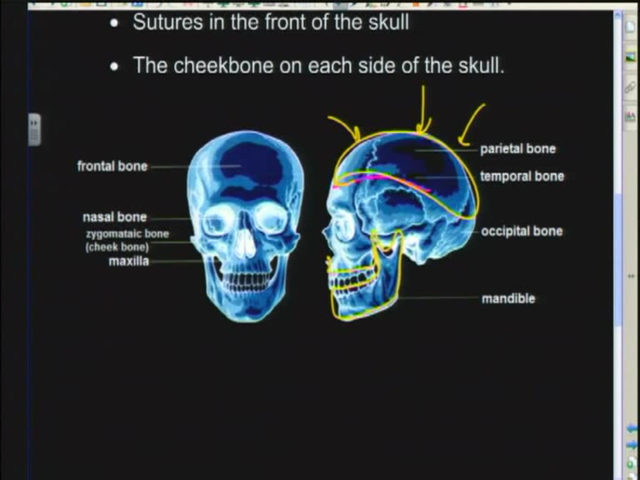 Sutures in the front of the skull
The cheekbone on each side of the skull.
frontal bone
nasal bone
zygomataic bone
(cheek bone)
maxilla
parietal bone
temporal bone
occipital bone
mandible